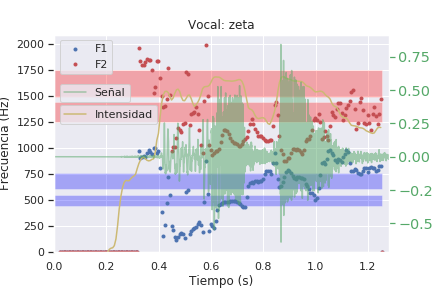 Vocal: zeta
F1
F2
Señal
Intensidad
Frecuencia (Hz)
2000
1750
1500
1250
1000
750
500
250
0
0.75
0.50
0.25
0.00
−0.2
−0.5
0.0 0.2 0.4 0.6 0.8 1.0 1.2
Tiempo (s)